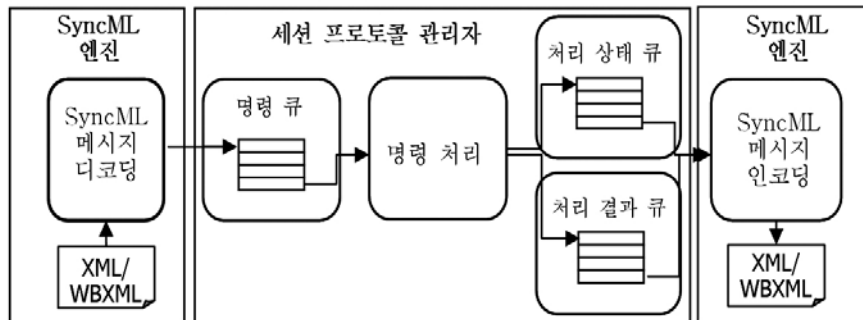 SyncML
엔진
SyncML
메시지
디코딩
XML/
WBXML
세션 프로토콜 관리자
명령 큐
명령 처리
처리 상태 큐
처리 결과 큐
SyncML
엔진
SyncML
메시지
인코딩
XML/
WBXML